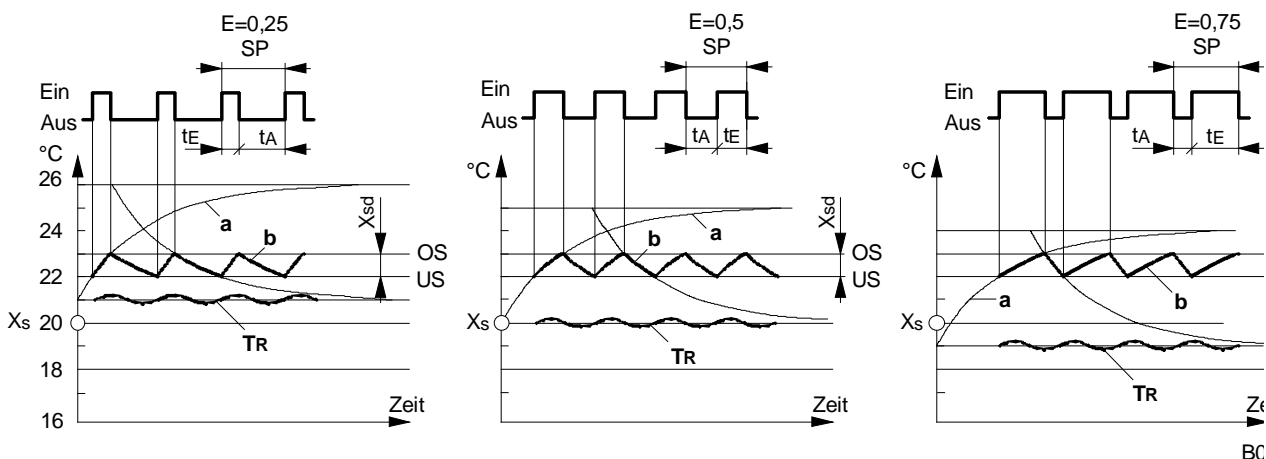 E=0,25
SP
Ein
Aus
tE
tA
°C
26
24
22
XS 20
18
16
a
b
Xsd
OS
US
TR
Zeit
E=0,5
SP
Ein
Aus
tA
tE
°C
XS
a
b
Xsd
OS
US
TR
Zeit
E=0,75
SP
Ein
Aus
tA
tE
°C
XS
a
b
TR
Ze
B0